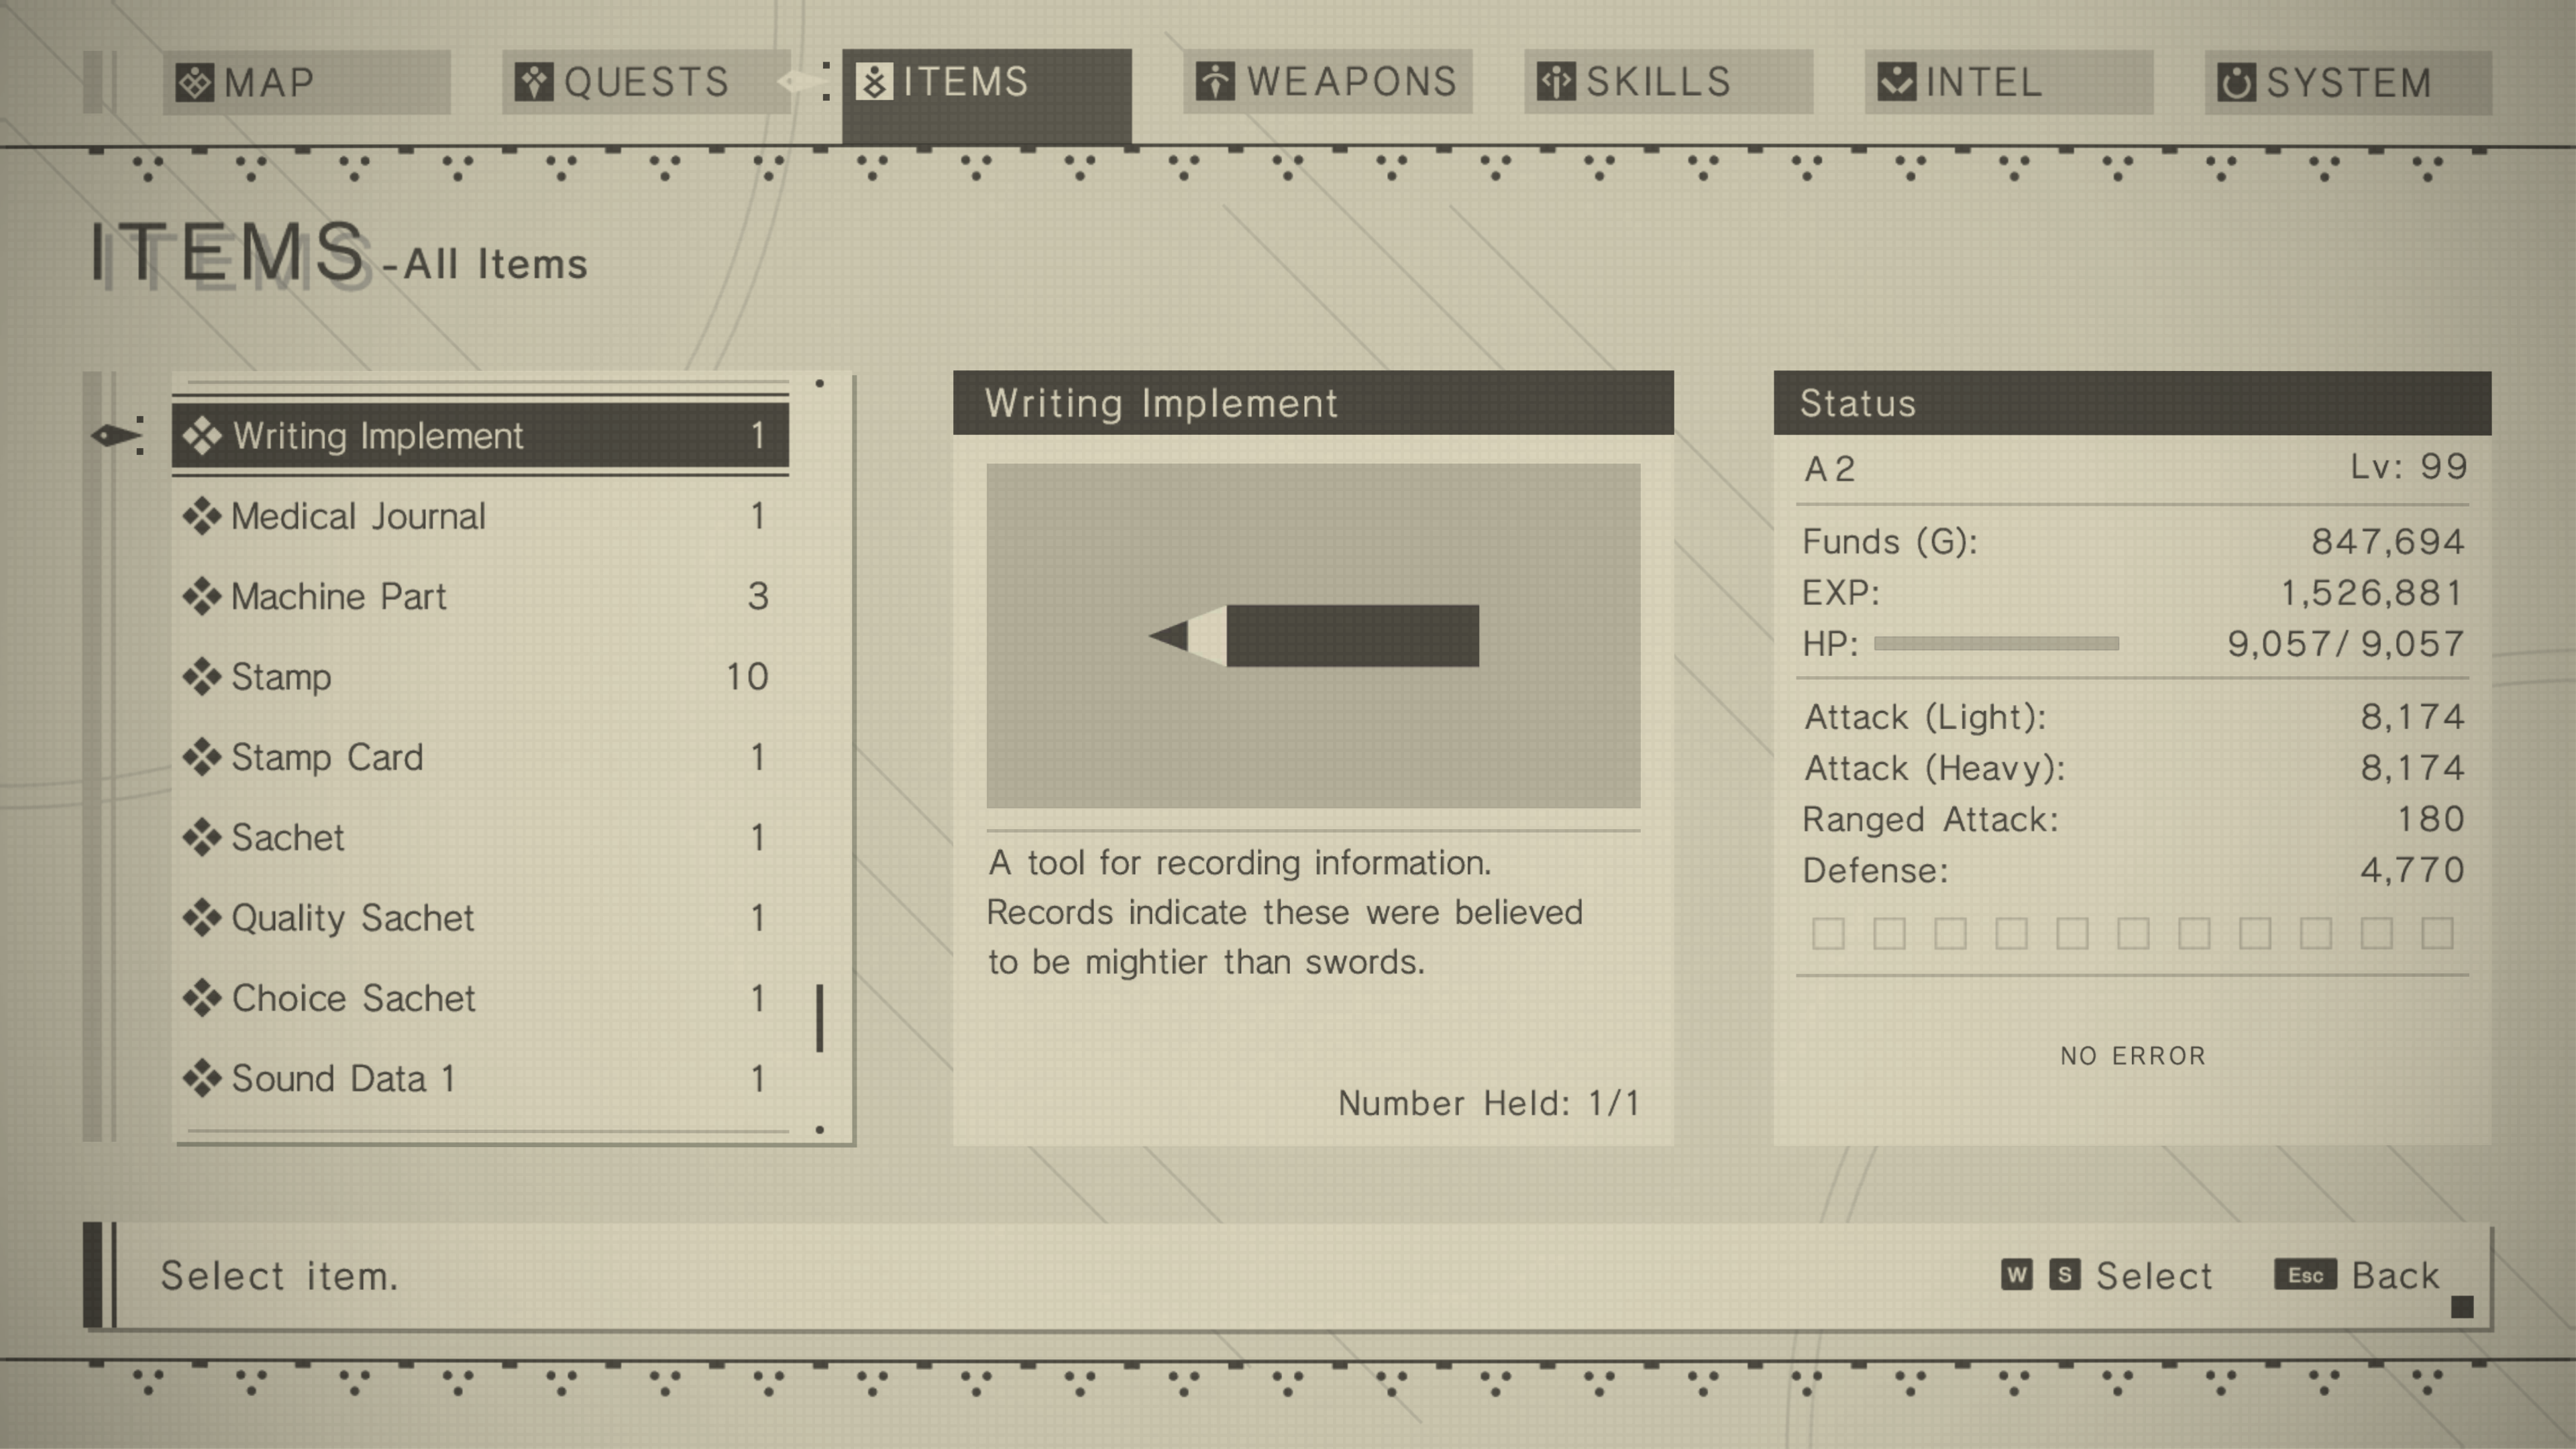 MAP
QUESTS
ITEMS
WEAPONS
SKILLS
INTEL
SYSTEM
ITEMS -All Items
Writing Implement 1
Medical Journal 1
Machine Part 3
Stamp 10
Stamp Card 1
Sachet 1
Quality Sachet 1
Choice Sachet 1
Sound Data 1 1
Writing Implement
A tool for recording information.
Records indicate these were believed
to be mightier than swords.
Number Held: 1/1
Status
A2 Lv: 99
Funds (G): 847,694
EXP: 1,526,881
HP: 9,057/ 9,057
Attack (Light): 8,174
Attack (Heavy): 8,174
Ranged Attack: 180
Defense: 4,770
NO ERROR
Select item.
W S Select Esc Back